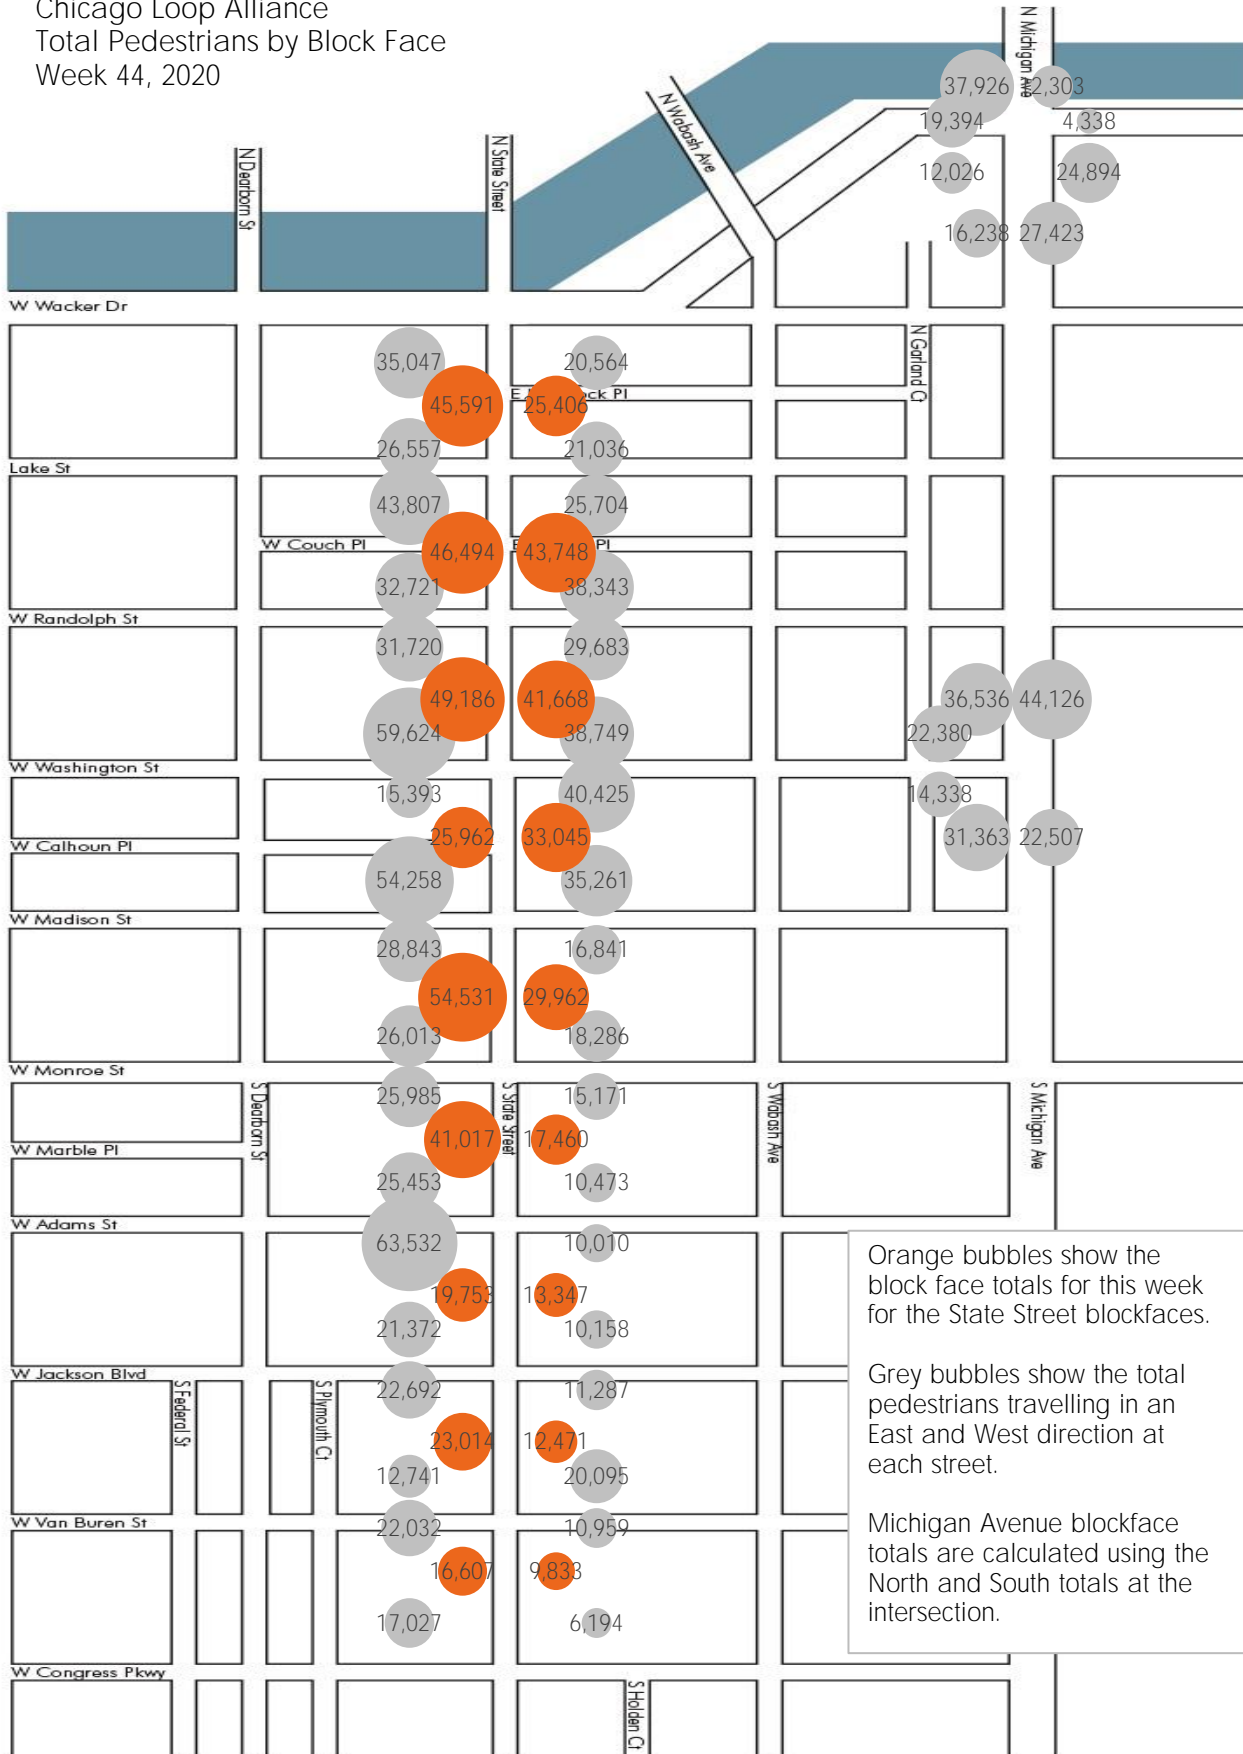 Chicago Loop Alliance
Total Pedestrians by Block Face
Week 44, 2020
N Michigan Ave
37,926
2,303
19,394
4,338
N Wabash Ave
N Dearborn St
N State Street
12,026
24,894
16,238
27,423
W Wacker Dr
N Garland Ct
35,047
20,564
45,591
25,406
26,557
21,036
Lake St
43,807
25,704
W Couch Pl
46,494
43,748
32,721
38,343
W Randolph St
31,720
29,683
49,186
41,668
36,536
44,126
59,624
38,749
22,380
W Washington St
15,393
40,425
14,338
W Calhoun Pl
25,962
33,045
31,363
22,507
54,258
35,261
W Madison St
28,843
16,841
54,531
29,962
26,013
18,286
W Monroe St
S Dearborn St
S State Street
S Wabash Ave
S Michigan Ave
25,985
15,171
W Marble Pl
41,017
17,460
25,453
10,473
W Adams St
63,532
10,010
19,753
13,347
21,372
10,158
W Jackson Blvd
S Federal St
S Plymouth Ct
22,692
11,287
23,014
12,471
12,741
20,095
W Van Buren St
22,032
10,959
16,607
9,833
17,027
6,194
W Congress Pkwy
S Holden Ct
Orange bubbles show the
block face totals for this week
for the State Street blockfaces.
Grey bubbles show the total
pedestrians travelling in an
East and West direction at
each street.
Michigan Avenue blockface
totals are calculated using the
North and South totals at the
intersection.